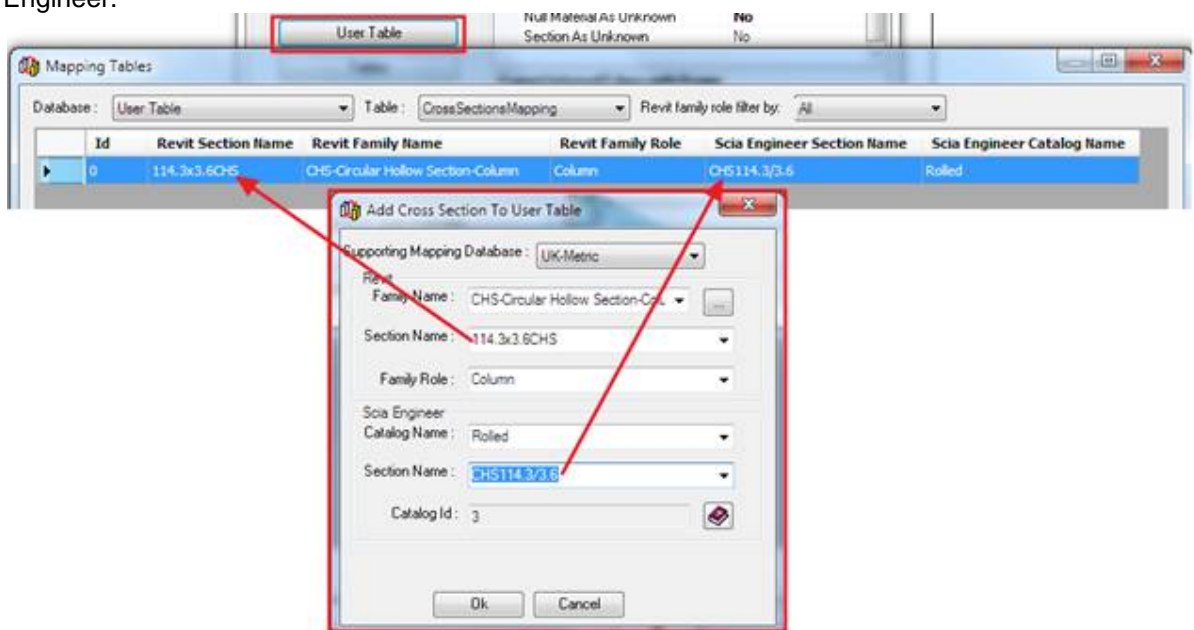 Engineer.
Null Material As Unknown No
User Table Section As Unknown No
Mapping Tables
Database : User Table Table : CrossSectionsMapping Revit family role filter by: All
Id Revit Section Name Revit Family Name Revit Family Role Scia Engineer Section Name Scia Engineer Catalog Name
0 114.3x3.6CHS CHS-Circular Hollow Section-Column Column CHS114.3/3.6 Rolled
Add Cross Section To User Table
Supporting Mapping Database : UK-Metric
Revit
Family Name : CHS-Circular Hollow Section-Col. ...
Section Name : 114.3x3.6CHS
Family Role : Column
Scia Engineer
Catalog Name : Rolled
Section Name : CHS114.3/3.6
Catalog Id : 3
Ok Cancel